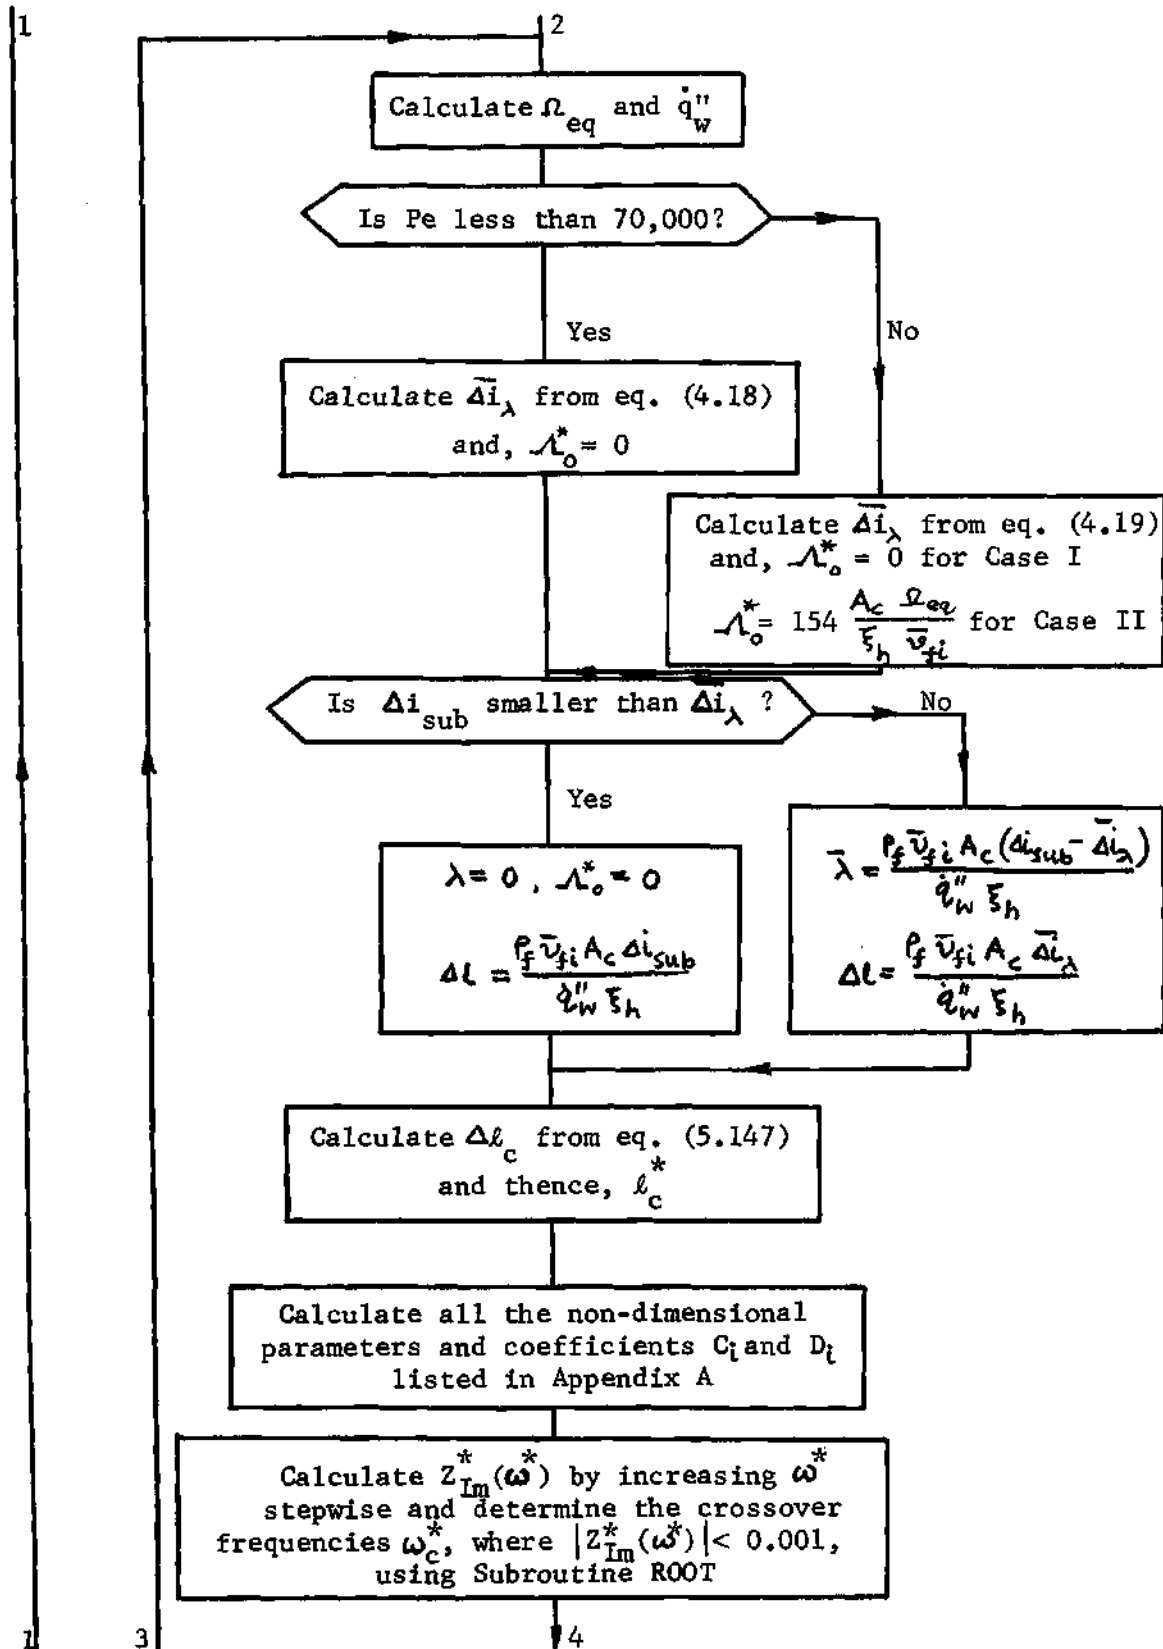 1
2
Calculate Ω_eq and q̇"_w
Is Pe less than 70,000?
Yes
No
Calculate Δ̄i_λ from eq. (4.18)
and, Λ*_o = 0
Calculate Δ̄i_λ from eq. (4.19)
and, Λ*_o = 0 for Case I
Λ*_o = 154 A_c Ω_eq / ξ_h v̄_fi for Case II
Is Δi_sub smaller than Δ̄i_λ ?
No
Yes
λ = 0 , Λ*_o = 0
Δl = ρ_f v̄_fi A_c Δi_sub / q̇"_w ξ_h
λ̄ = ρ_f v̄_fi A_c (Δi_sub - Δ̄i_λ) / q̇"_w ξ_h
Δl = ρ_f v̄_fi A_c Δ̄i_λ / q̇"_w ξ_h
Calculate Δℓ_c from eq. (5.147)
and thence, ℓ*_c
Calculate all the non-dimensional
parameters and coefficients C_i and D_i
listed in Appendix A
Calculate Z*_Im(ω*) by increasing ω*
stepwise and determine the crossover
frequencies ω*_c, where |Z*_Im(ω*)| < 0.001,
using Subroutine ROOT
1
3
4